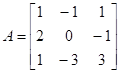 A = [ 1 -1 1
2 0 -1
1 -3 3 ]